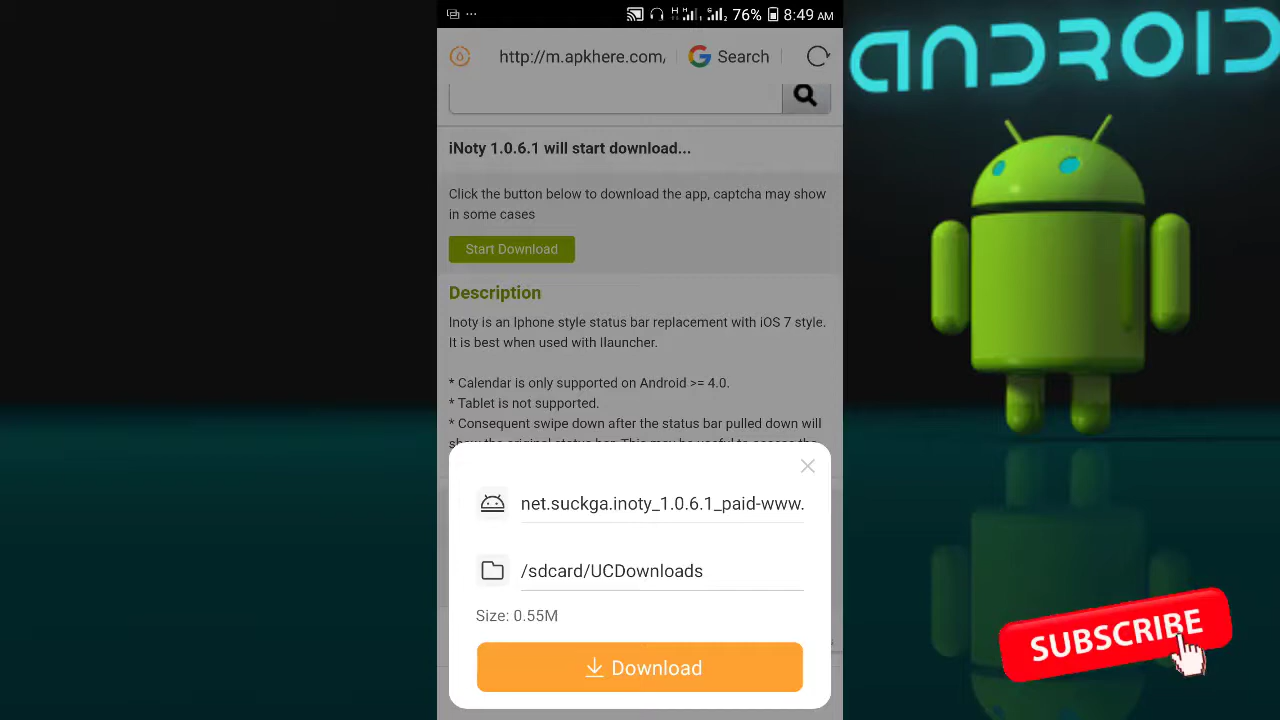 ... 76% 8:49 AM
http://m.apkhere.com, Search
iNoty 1.0.6.1 will start download...
Click the button below to download the app, captcha may show
in some cases
Start Download
Description
Inoty is an Iphone style status bar replacement with iOS 7 style.
It is best when used with Ilauncher.
* Calendar is only supported on Android >= 4.0.
* Tablet is not supported.
* Consequent swipe down after the status bar pulled down will
net.suckga.inoty_1.0.6.1_paid-www.
/sdcard/UCDownloads
Size: 0.55M
Download
ANDROID
SUBSCRIBE